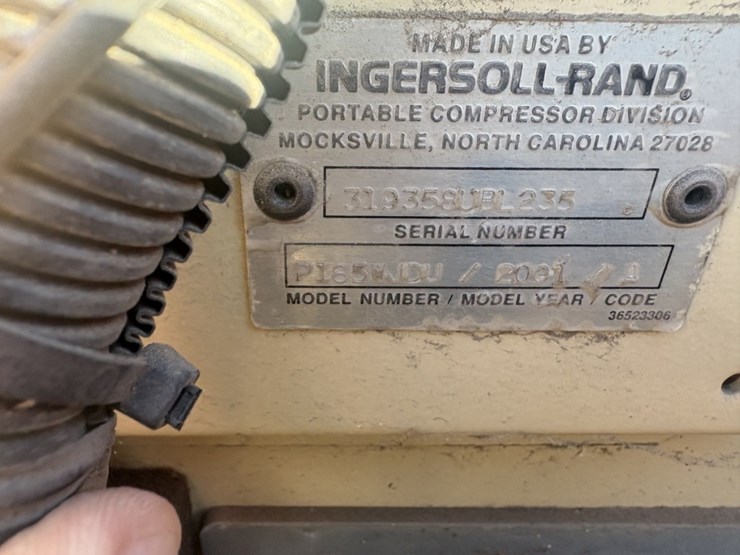 MADE IN USA BY
INGERSOLL-RAND®
PORTABLE COMPRESSOR DIVISION
MOCKSVILLE, NORTH CAROLINA 27028
319358UBL235
SERIAL NUMBER
P185WJDU / 2001 / A
MODEL NUMBER / MODEL YEAR / CODE
36523306